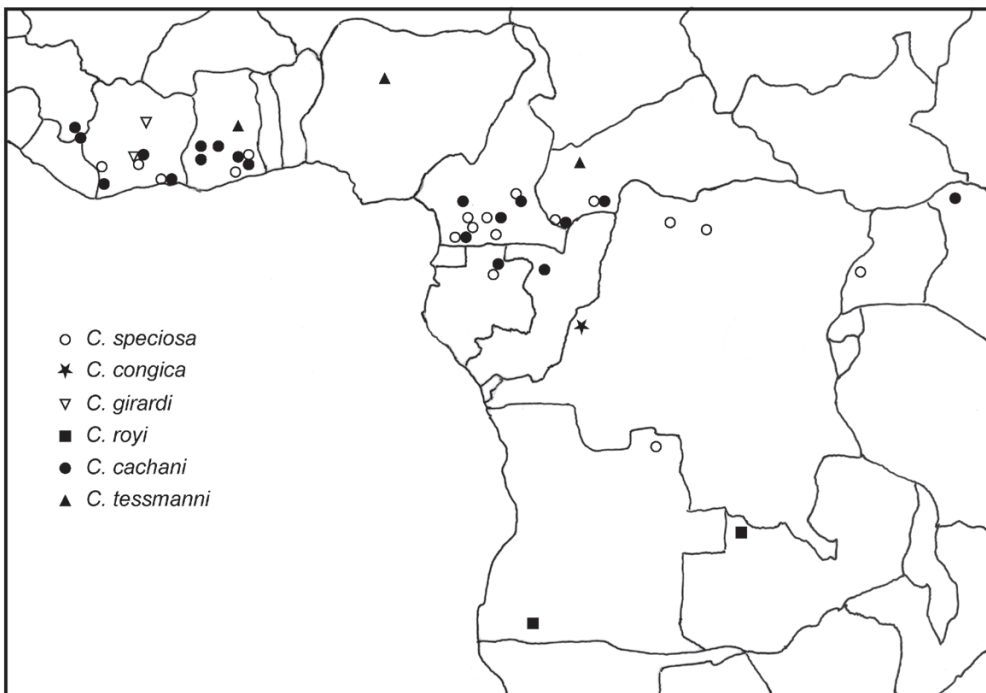 C. speciosa
C. congica
C. girardi
C. royi
C. cachani
C. tessmanni